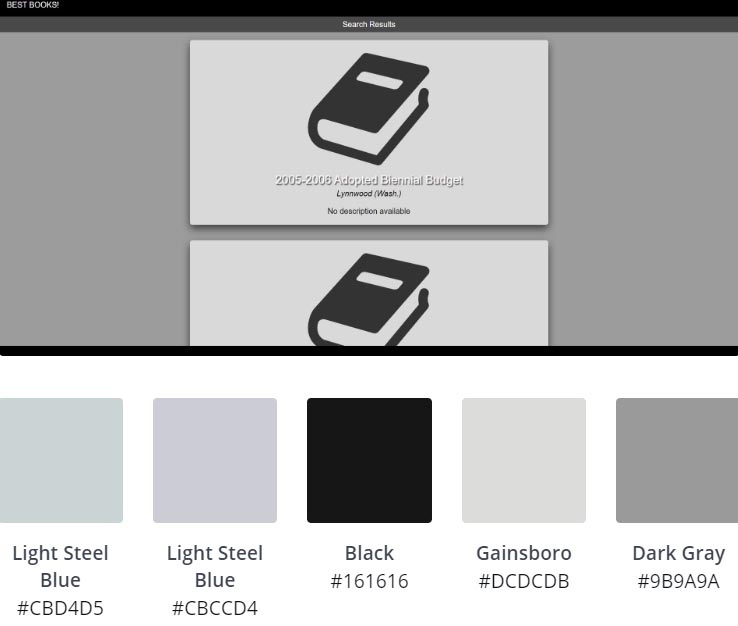 BEST BOOKS!
Search Results
2005-2006 Adopted Biennial Budget
Lynnwood (Wash.)
No description available
Light Steel
Blue
#CBD4D5
Light Steel
Blue
#CBCCD4
Black
#161616
Gainsboro
#DCDCDB
Dark Gray
#9B9A9A